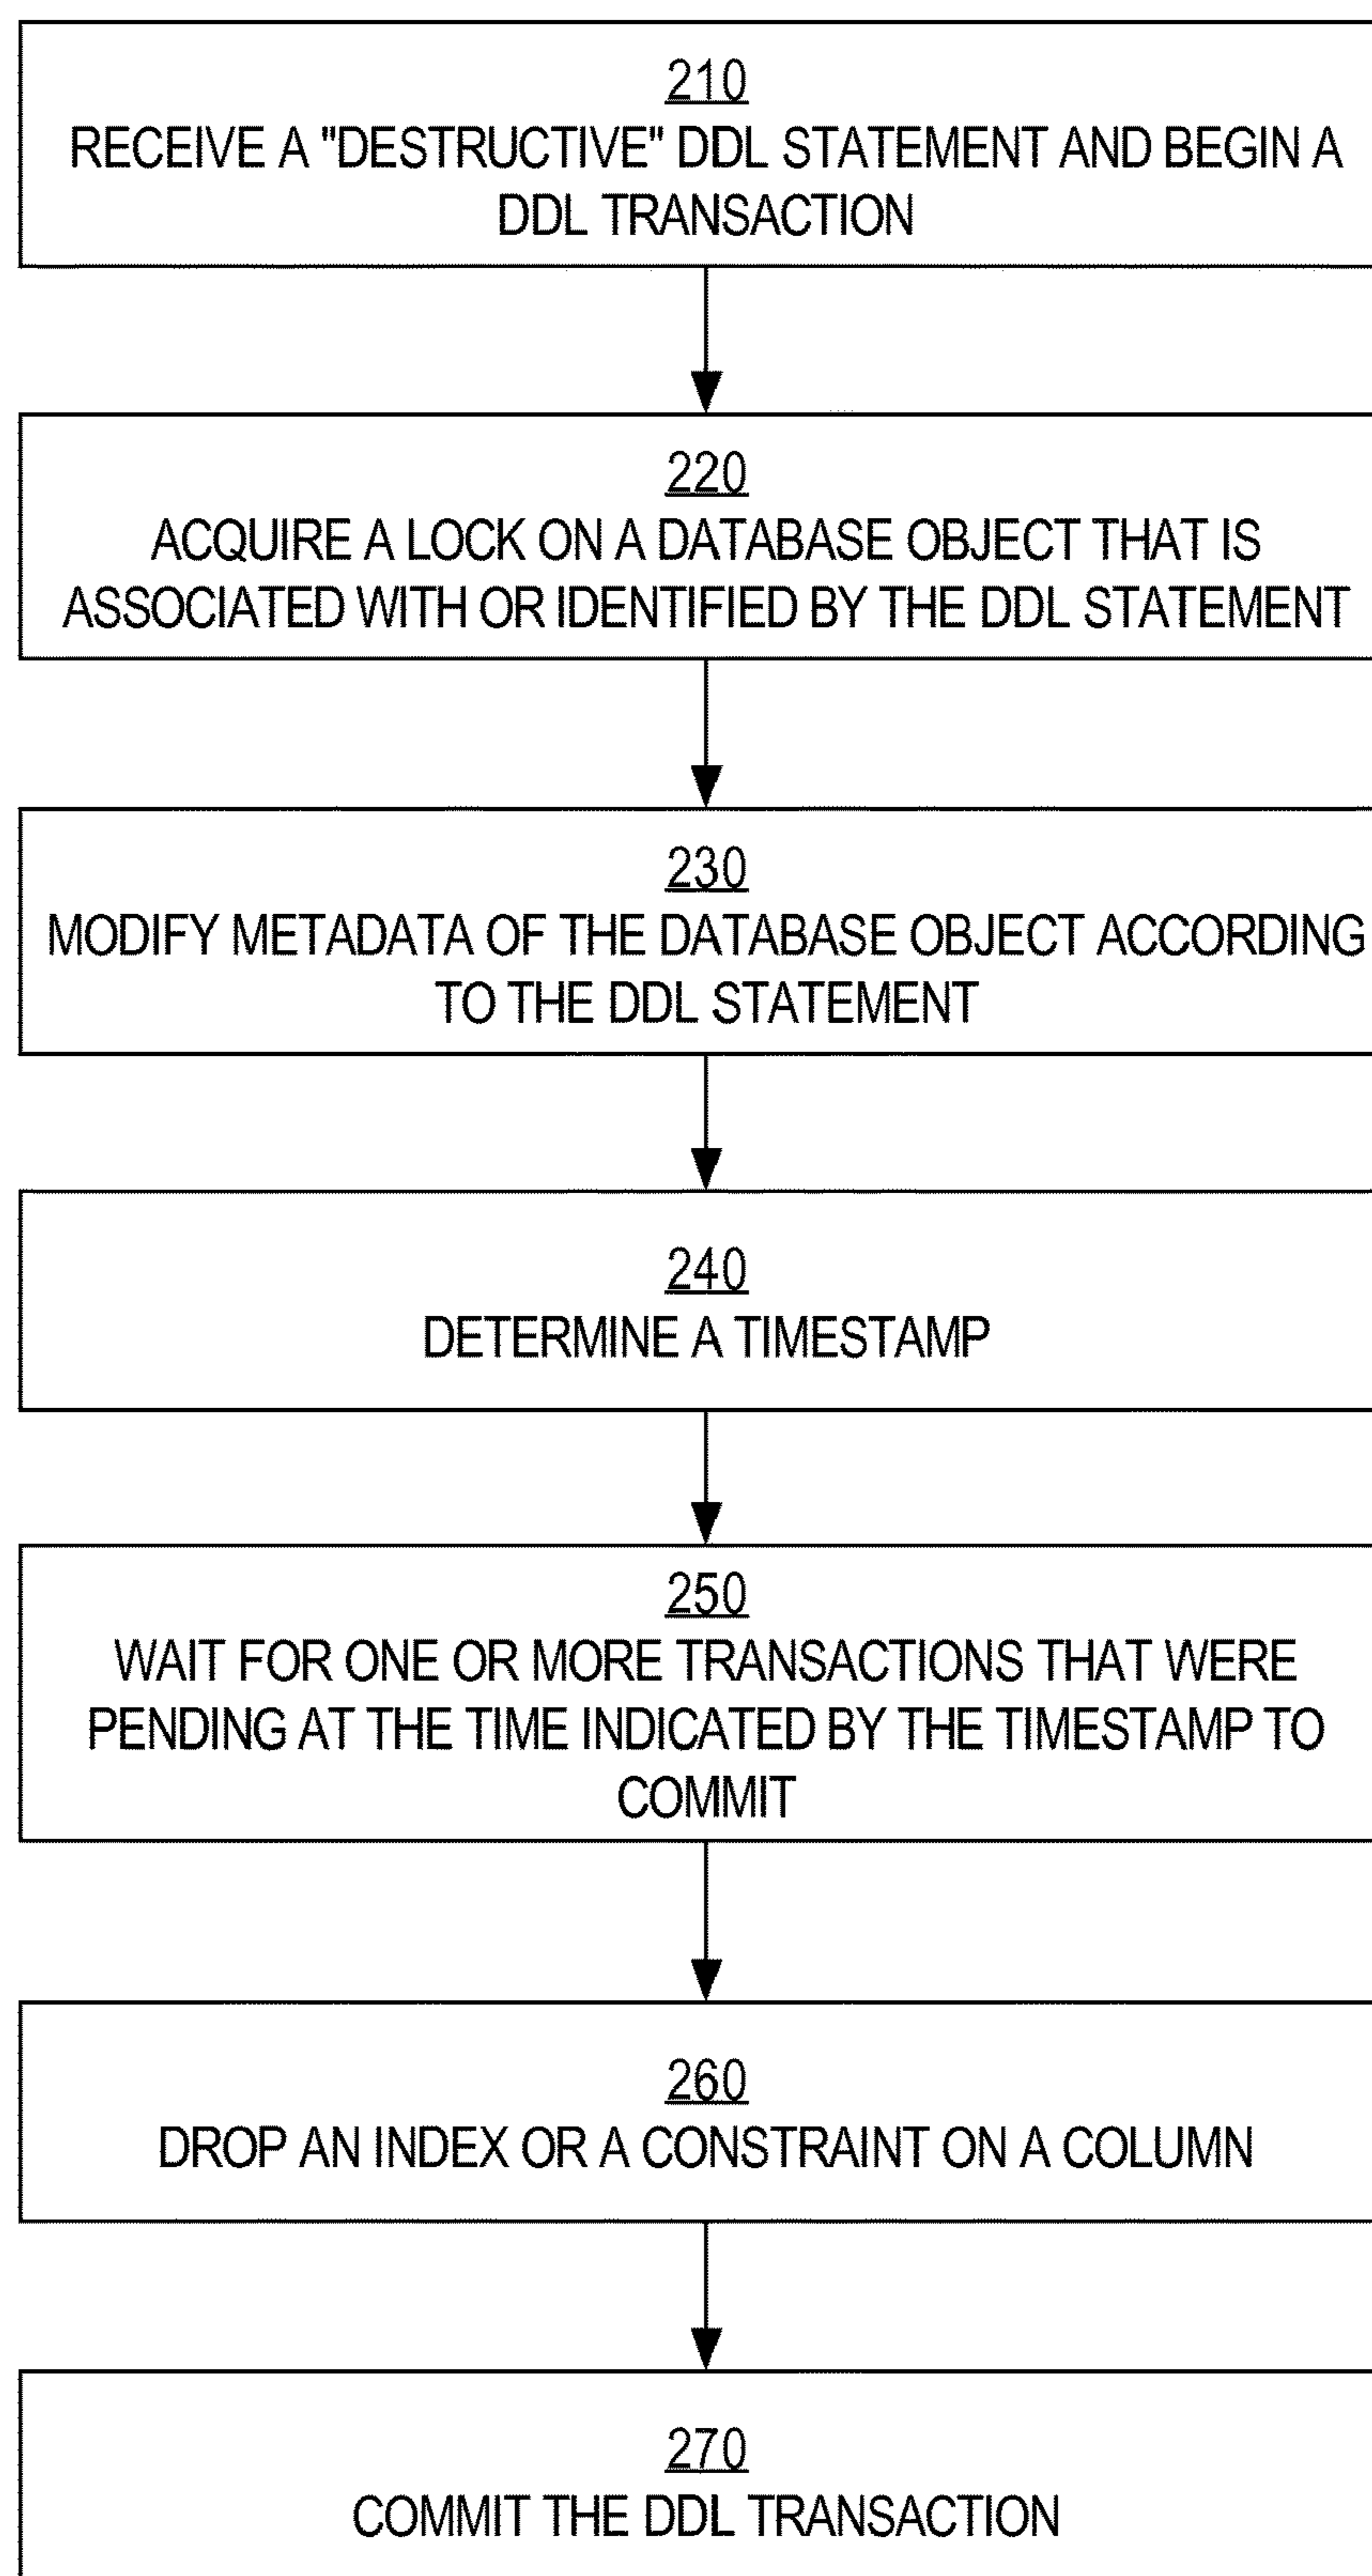 210
RECEIVE A "DESTRUCTIVE" DDL STATEMENT AND BEGIN A
DDL TRANSACTION
220
ACQUIRE A LOCK ON A DATABASE OBJECT THAT IS
ASSOCIATED WITH OR IDENTIFIED BY THE DDL STATEMENT
230
MODIFY METADATA OF THE DATABASE OBJECT ACCORDING
TO THE DDL STATEMENT
240
DETERMINE A TIMESTAMP
250
WAIT FOR ONE OR MORE TRANSACTIONS THAT WERE
PENDING AT THE TIME INDICATED BY THE TIMESTAMP TO
COMMIT
260
DROP AN INDEX OR A CONSTRAINT ON A COLUMN
270
COMMIT THE DDL TRANSACTION